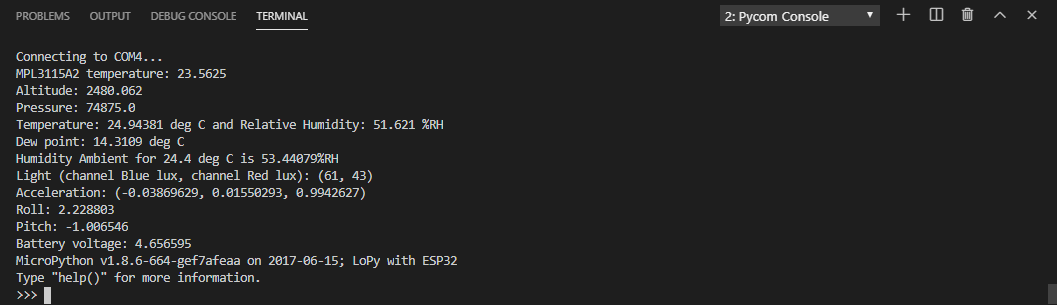 PROBLEMS OUTPUT DEBUG CONSOLE TERMINAL 2: Pycom Console
Connecting to COM4...
MPL3115A2 temperature: 23.5625
Altitude: 2480.062
Pressure: 74875.0
Temperature: 24.94381 deg C and Relative Humidity: 51.621 %RH
Dew point: 14.3109 deg C
Humidity Ambient for 24.4 deg C is 53.44079%RH
Light (channel Blue lux, channel Red lux): (61, 43)
Acceleration: (-0.03869629, 0.01550293, 0.9942627)
Roll: 2.228803
Pitch: -1.006546
Battery voltage: 4.656595
MicroPython v1.8.6-664-gef7afeaa on 2017-06-15; LoPy with ESP32
Type "help()" for more information.
>>>